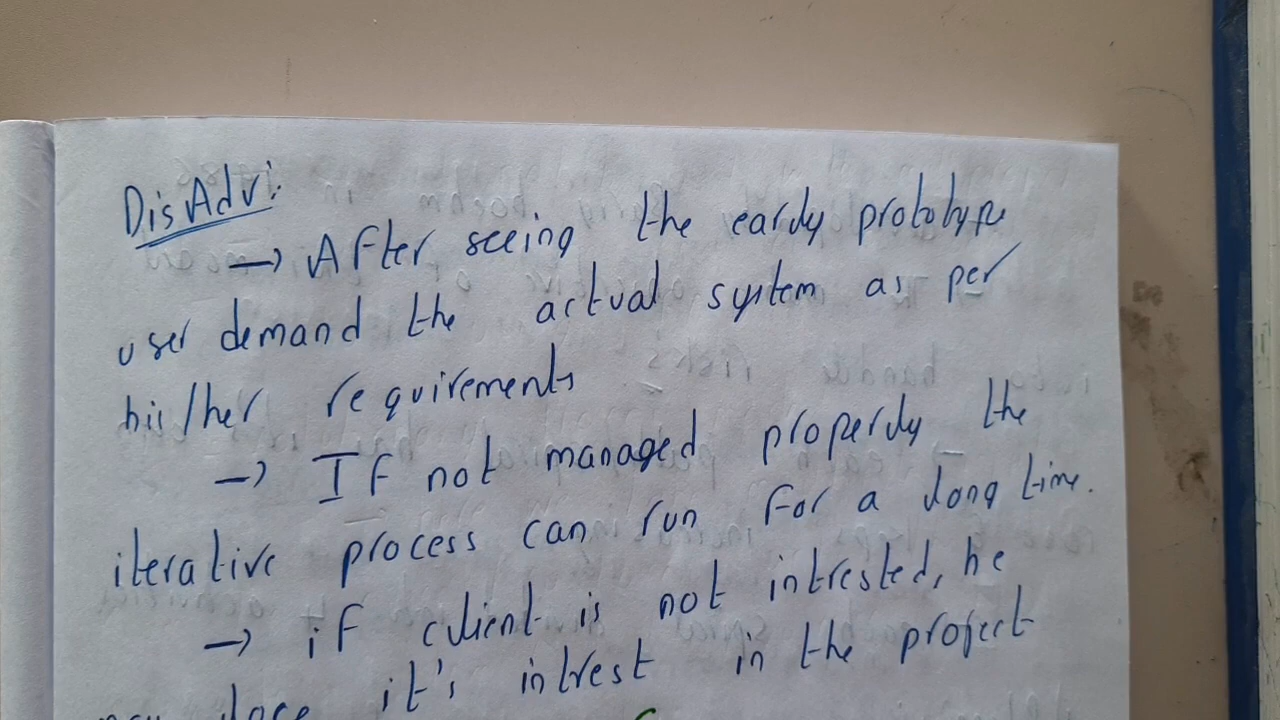 DisAdv:
→ After seeing the early prototype
user demand the actual system as per
his/her requirements
→ If not managed properly the
iterative process can run for a long time.
→ if client is not intrested, he
may lose it's intrest in the project